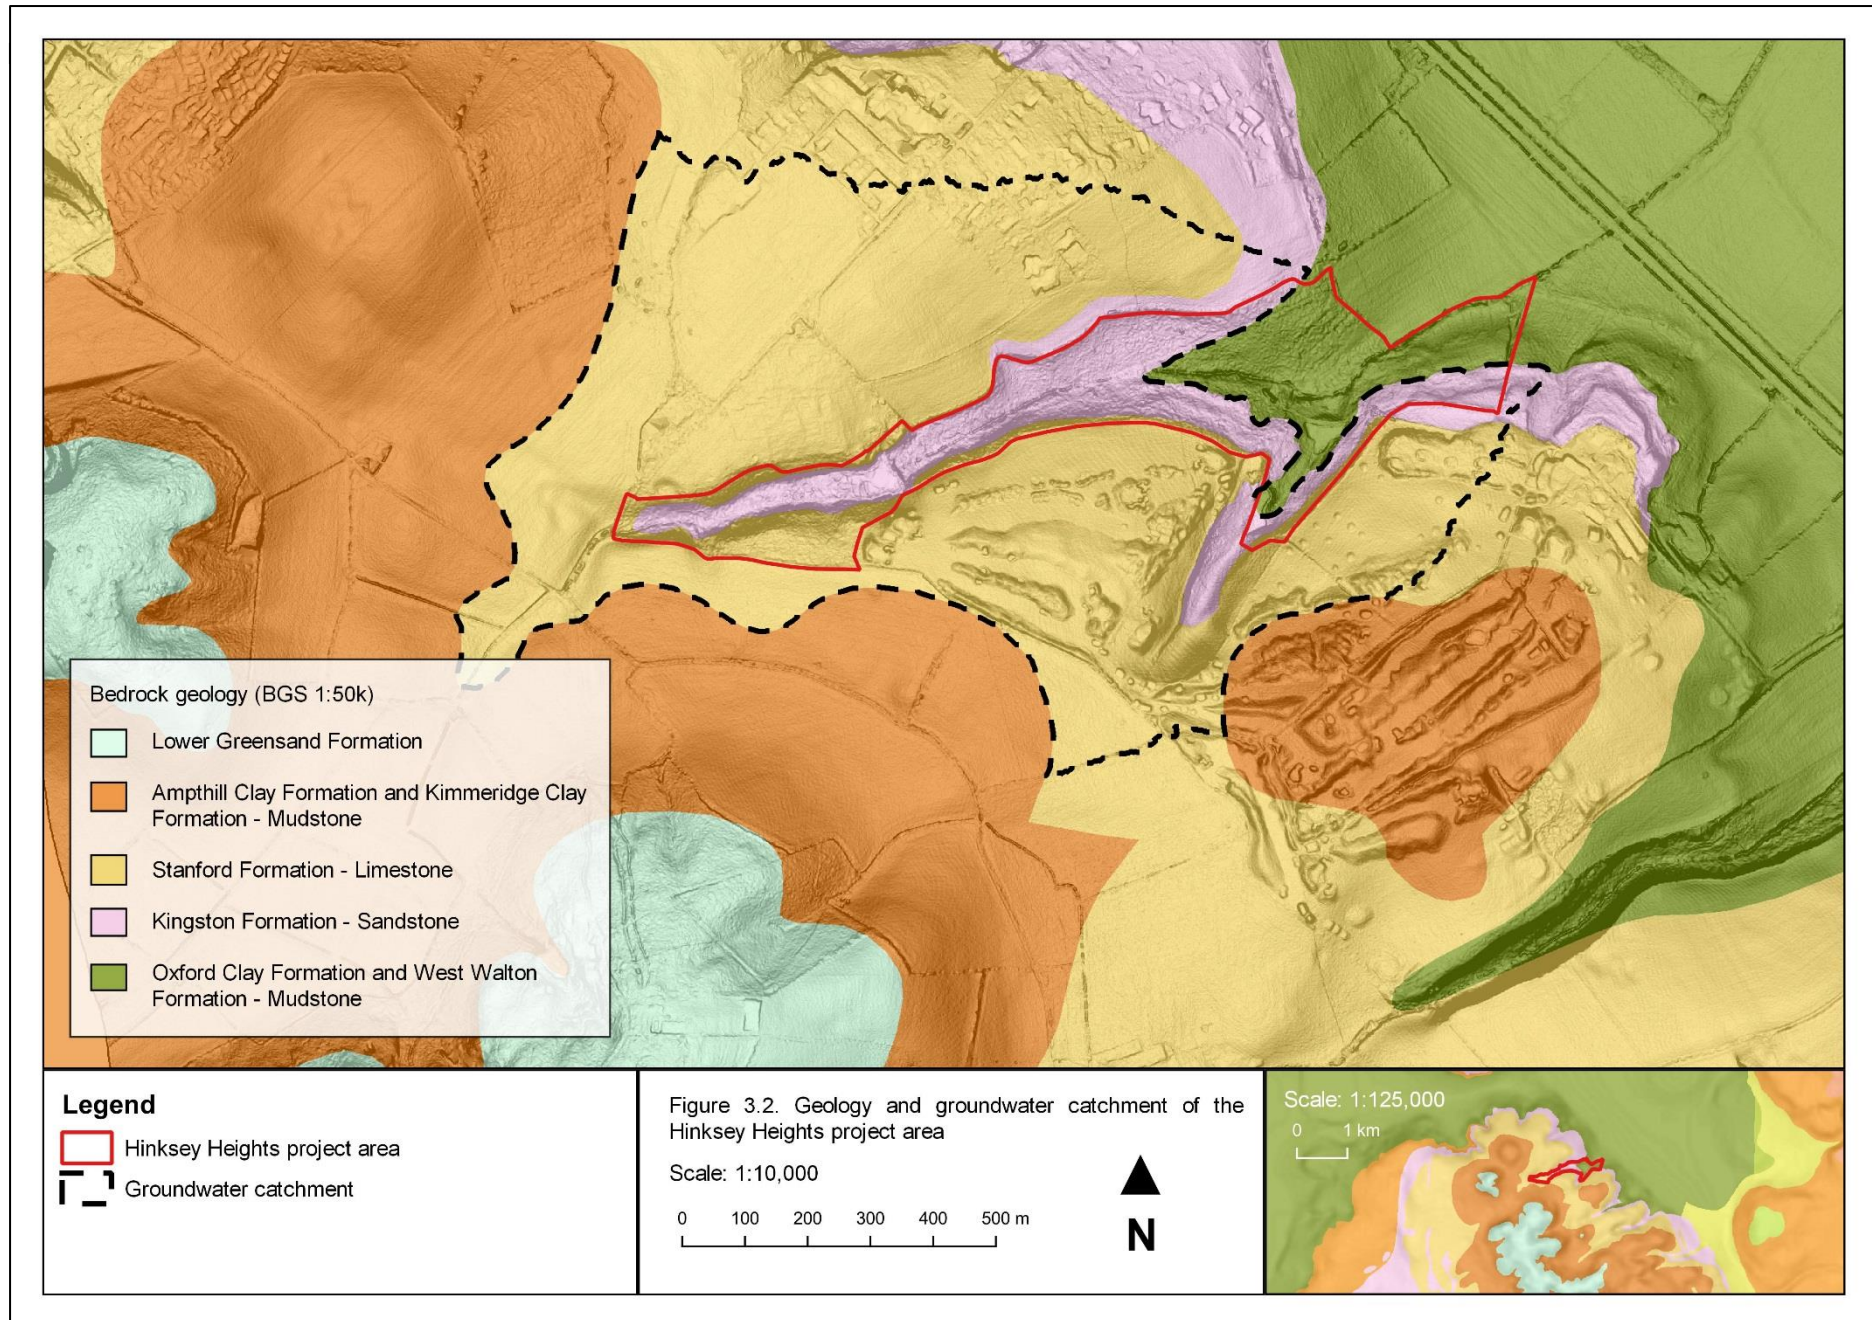 Bedrock geology (BGS 1:50k)
Lower Greensand Formation
Ampthill Clay Formation and Kimmeridge Clay
Formation - Mudstone
Stanford Formation - Limestone
Kingston Formation - Sandstone
Oxford Clay Formation and West Walton
Formation - Mudstone
Legend
Hinksey Heights project area
Groundwater catchment
Figure 3.2. Geology and groundwater catchment of the
Hinksey Heights project area
Scale: 1:10,000
0 100 200 300 400 500 m
N
Scale: 1:125,000
0 1 km